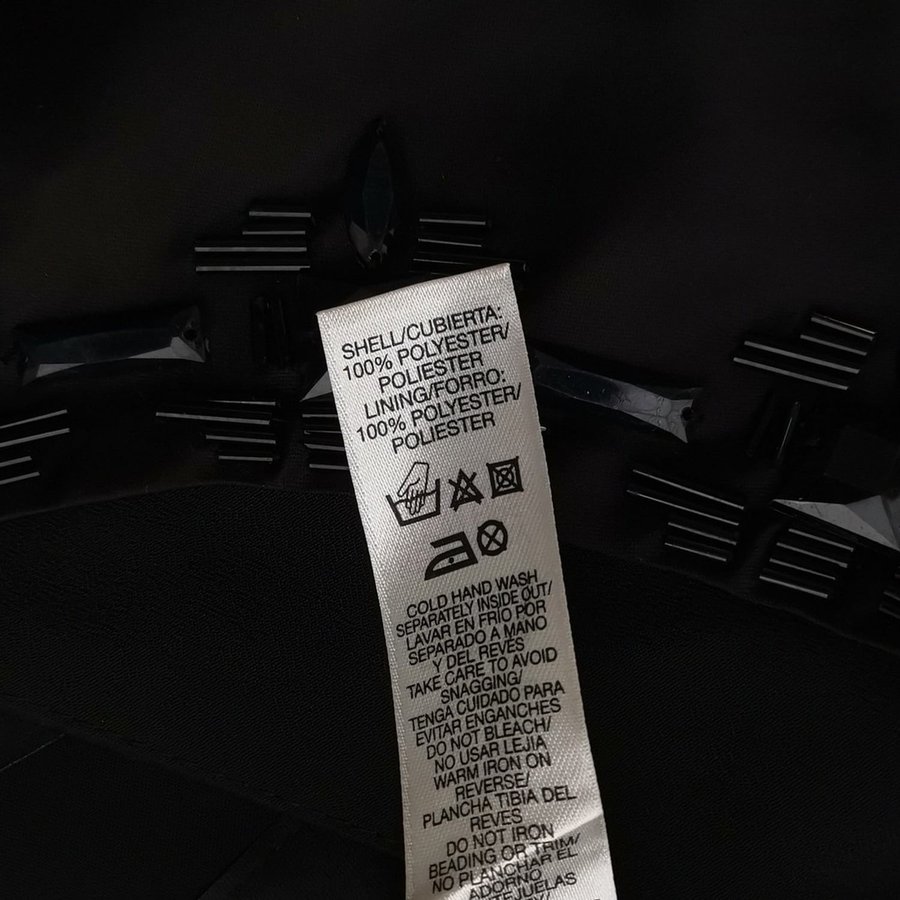 SHELL/CUBIERTA:
100% POLYESTER/
POLIESTER
LINING/FORRO:
100% POLYESTER/
POLIESTER
COLD HAND WASH
SEPARATELY INSIDE OUT/
LAVAR EN FRIO POR
SEPARADO A MANO
Y DEL REVES
TAKE CARE TO AVOID
SNAGGING/
TENGA CUIDADO PARA
EVITAR ENGANCHES
DO NOT BLEACH/
NO USAR LEJIA
WARM IRON ON
REVERSE/
PLANCHA TIBIA DEL
REVES
DO NOT IRON
BEADING OR TRIM/
NO PLANCHAR EL
ADORNO